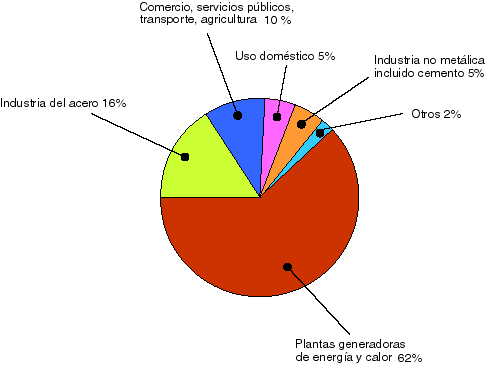 Comercio, servicios públicos,
transporte, agricultura 10 %
Uso doméstico 5%
Industria no metálica
incluido cemento 5%
Industria del acero 16%
Otros 2%
Plantas generadoras
de energía y calor 62%